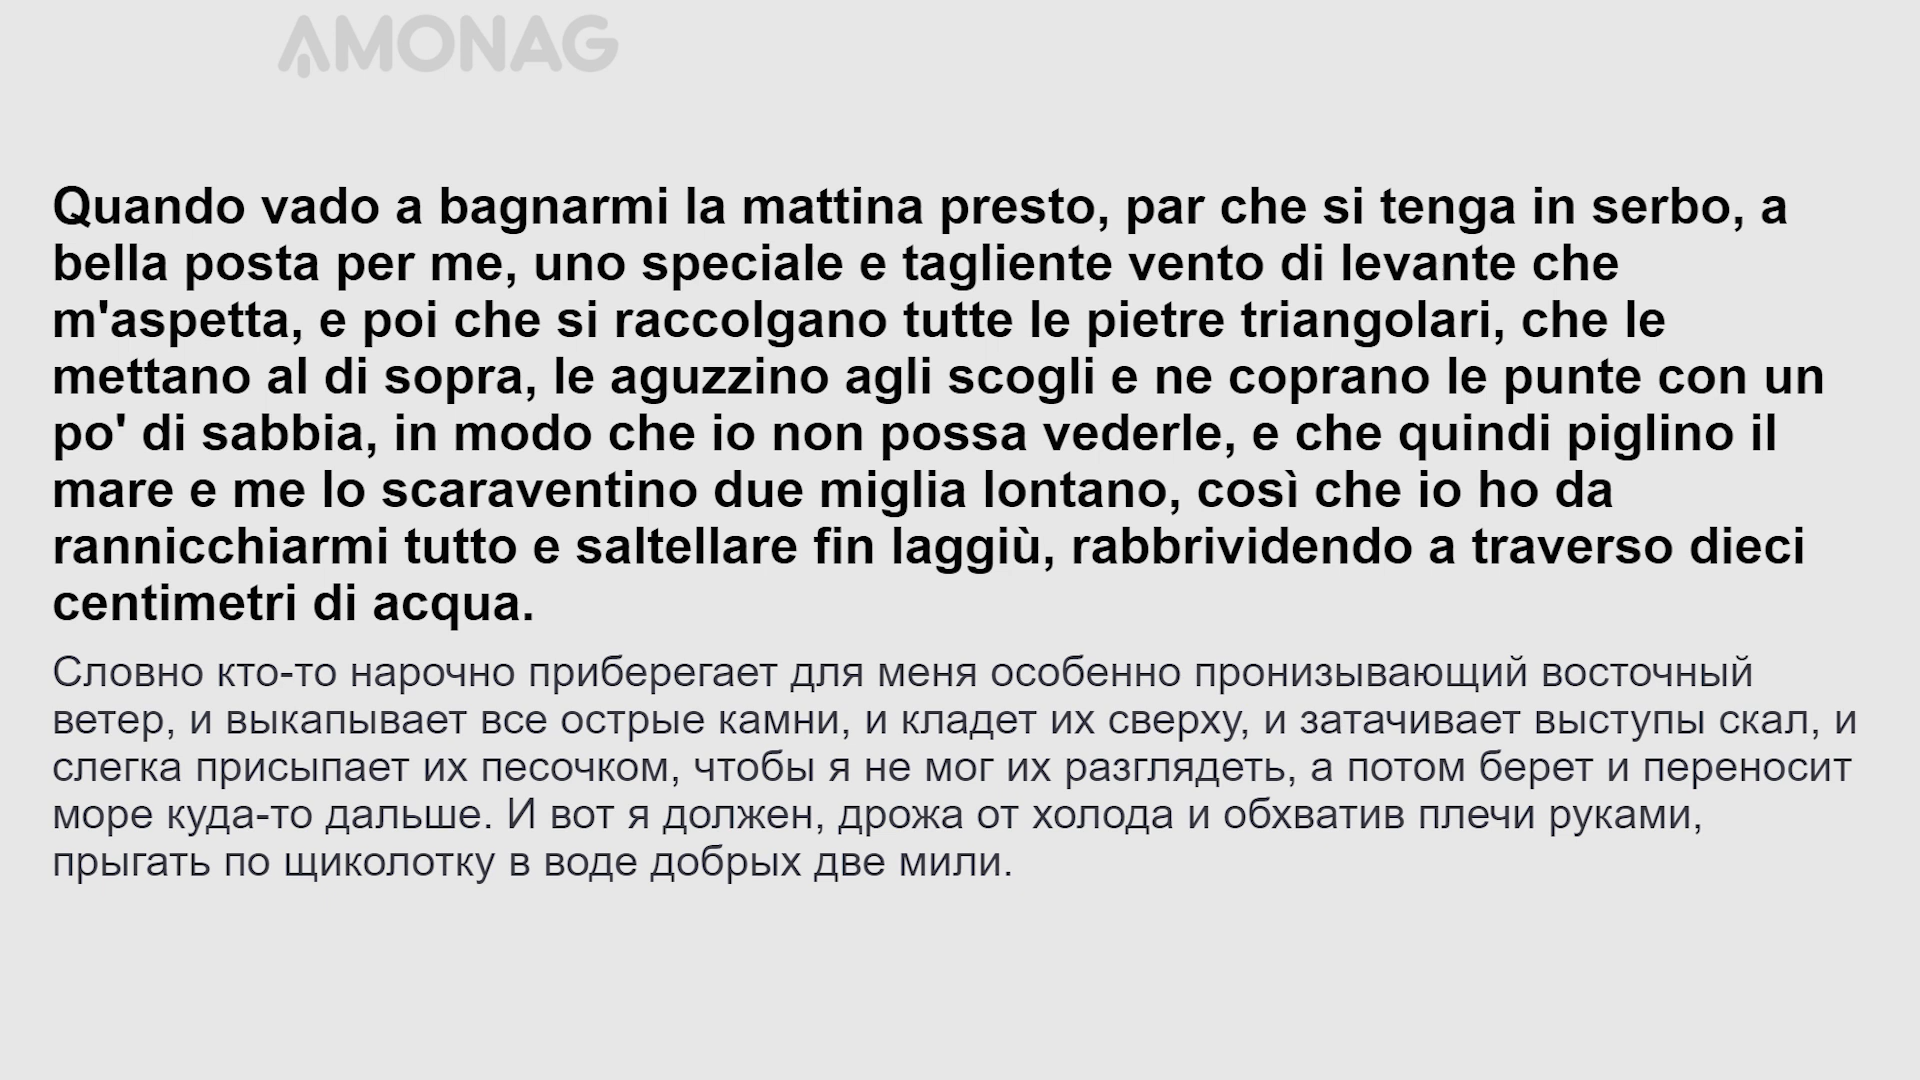 AMONAG
Quando vado a bagnarmi la mattina presto, par che si tenga in serbo, a
bella posta per me, uno speciale e tagliente vento di levante che
m'aspetta, e poi che si raccolgano tutte le pietre triangolari, che le
mettano al di sopra, le aguzzino agli scogli e ne coprano le punte con un
po' di sabbia, in modo che io non possa vederle, e che quindi piglino il
mare e me lo scaraventino due miglia lontano, così che io ho da
rannicchiarmi tutto e saltellare fin laggiù, rabbrividendo a traverso dieci
centimetri di acqua.
Словно кто-то нарочно приберегает для меня особенно пронизывающий восточный
ветер, и выкапывает все острые камни, и кладет их сверху, и затачивает выступы скал, и
слегка присыпает их песочком, чтобы я не мог их разглядеть, а потом берет и переносит
море куда-то дальше. И вот я должен, дрожа от холода и обхватив плечи руками,
прыгать по щиколотку в воде добрых две мили.